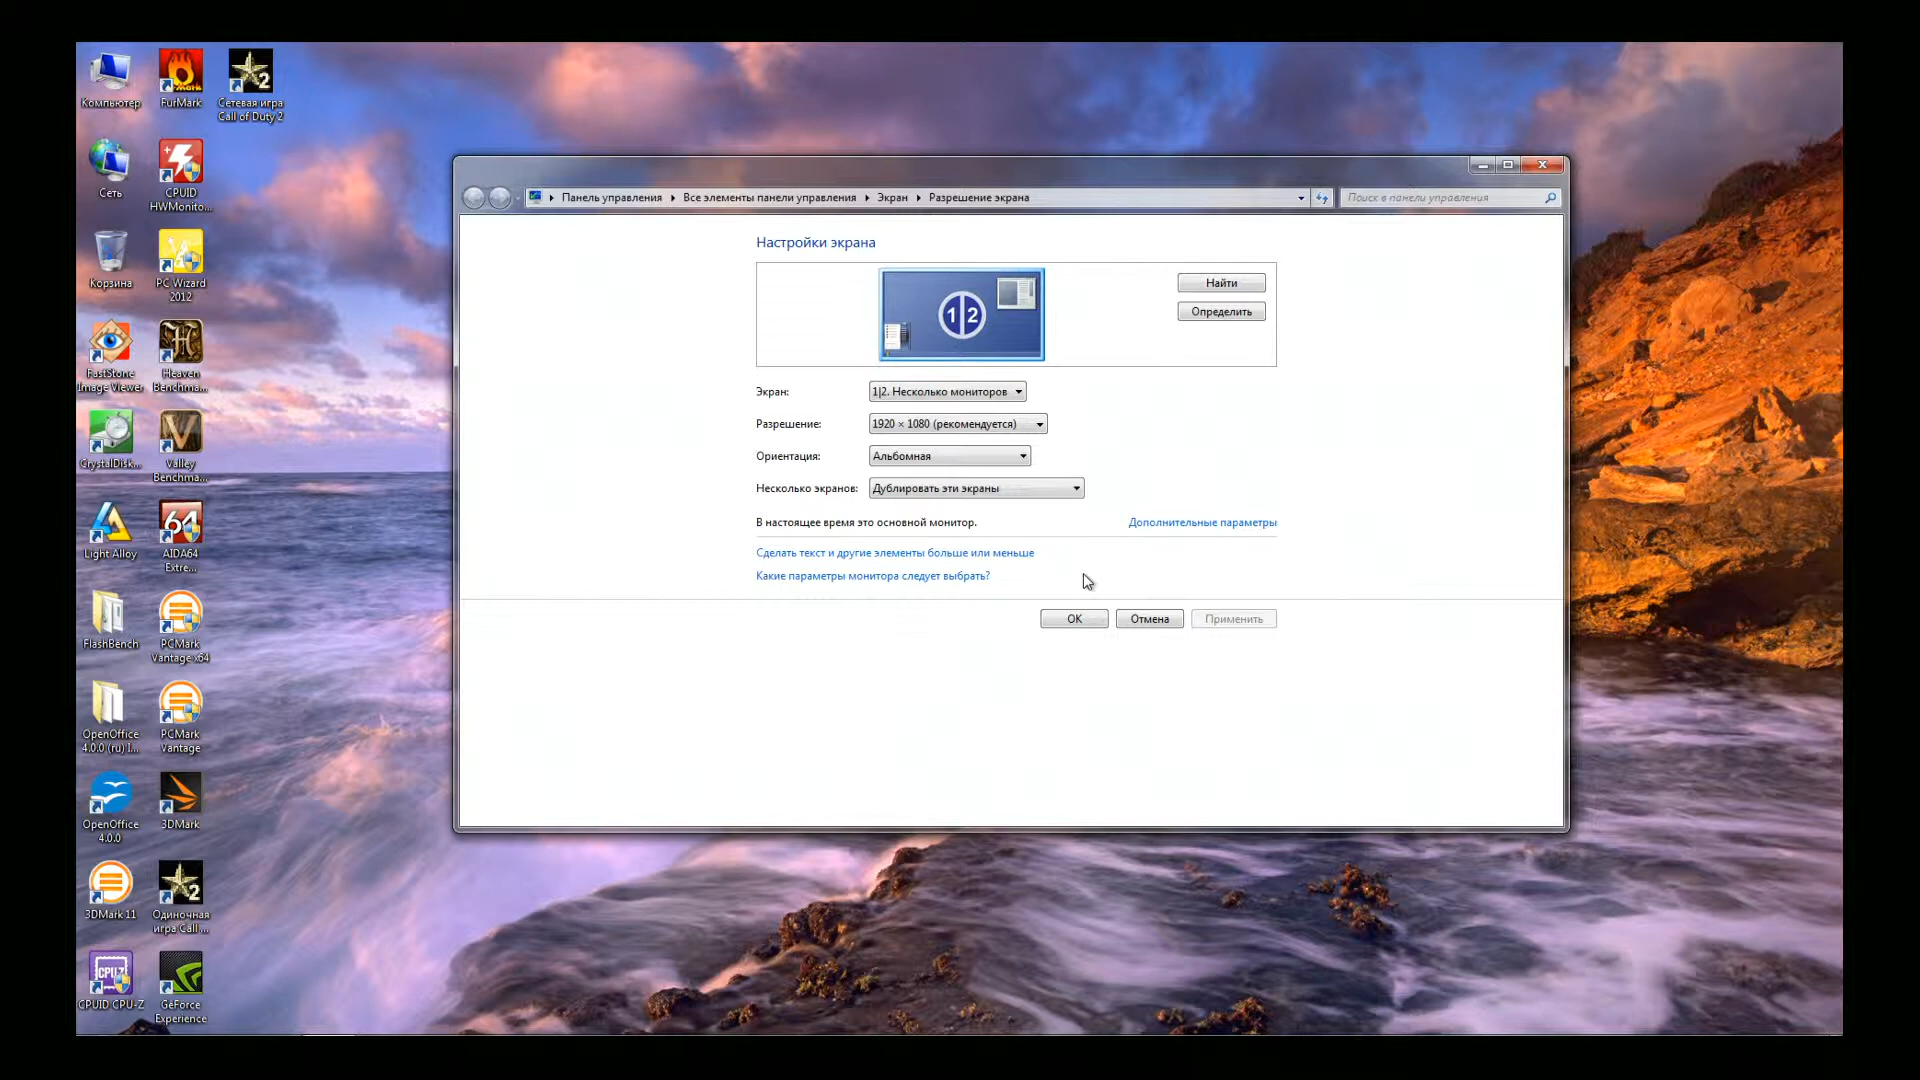 Компьютер
FurMark
Сетевая игра
Call of Duty 2
Сеть
CPUID
HWMonito...
Корзина
PC Wizard
2012
FastStone
Image Viewer
Heaven
Benchma...
CrystalDisk...
Valley
Benchma...
Light Alloy
AIDA64
Extre...
FlashBench
PCMark
Vantage x64
OpenOffice
4.0.0 (ru) I...
PCMark
Vantage
OpenOffice
4.0.0
3DMark
3DMark 11
Одиночная
игра Call ...
CPUID CPU-Z
GeForce
Experience
Панель управления
Все элементы панели управления
Экран
Разрешение экрана
Поиск в панели управления
Настройки экрана
1|2
Найти
Определить
Экран: 1|2. Несколько мониторов
Разрешение: 1920 × 1080 (рекомендуется)
Ориентация: Альбомная
Несколько экранов: Дублировать эти экраны
В настоящее время это основной монитор. Дополнительные параметры
Сделать текст и другие элементы больше или меньше
Какие параметры монитора следует выбрать?
ОК Отмена Применить